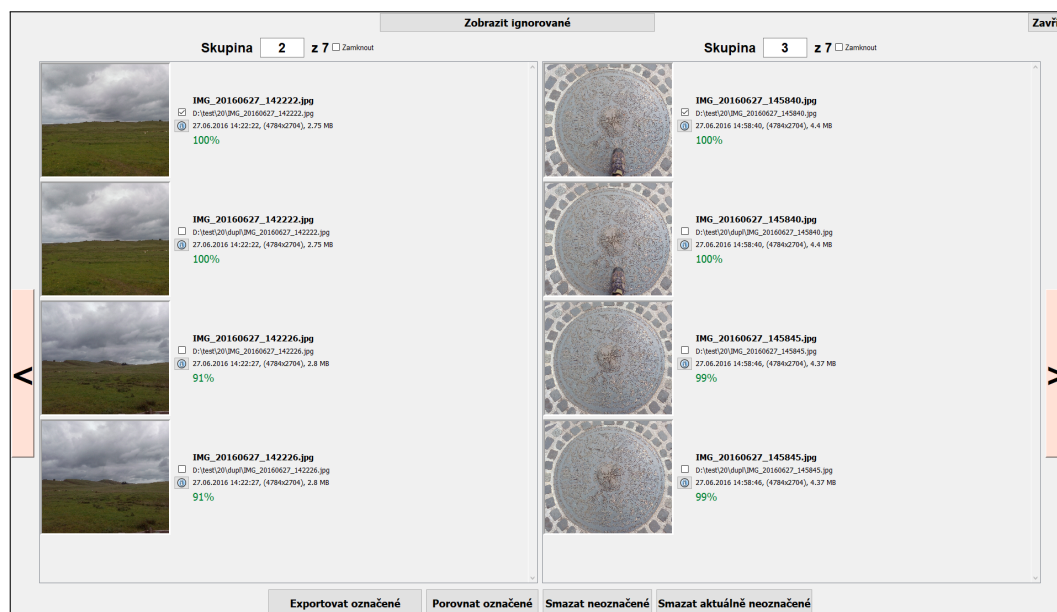 Zobrazit ignorované
Skupina 2 z 7 Zamknout
IMG_20160627_142222.jpg
D:\test\20\IMG_20160627_142222.jpg
27.06.2016 14:22:22, (4784x2704), 2.75 MB
100%
IMG_20160627_142222.jpg
D:\test\20\dupl\IMG_20160627_142222.jpg
27.06.2016 14:22:22, (4784x2704), 2.75 MB
100%
IMG_20160627_142226.jpg
D:\test\20\IMG_20160627_142226.jpg
27.06.2016 14:22:27, (4784x2704), 2.8 MB
91%
IMG_20160627_142226.jpg
D:\test\20\dupl\IMG_20160627_142226.jpg
27.06.2016 14:22:27, (4784x2704), 2.8 MB
91%
<
Skupina 3 z 7 Zamknout
IMG_20160627_145840.jpg
D:\test\20\IMG_20160627_145840.jpg
27.06.2016 14:58:40, (4784x2704), 4.4 MB
100%
IMG_20160627_145840.jpg
D:\test\20\dupl\IMG_20160627_145840.jpg
27.06.2016 14:58:40, (4784x2704), 4.4 MB
100%
IMG_20160627_145845.jpg
D:\test\20\IMG_20160627_145845.jpg
27.06.2016 14:58:46, (4784x2704), 4.37 MB
99%
IMG_20160627_145845.jpg
D:\test\20\dupl\IMG_20160627_145845.jpg
27.06.2016 14:58:46, (4784x2704), 4.37 MB
99%
>
Exportovat označené
Porovnat označené
Smazat neoznačené
Smazat aktuálně neoznačené